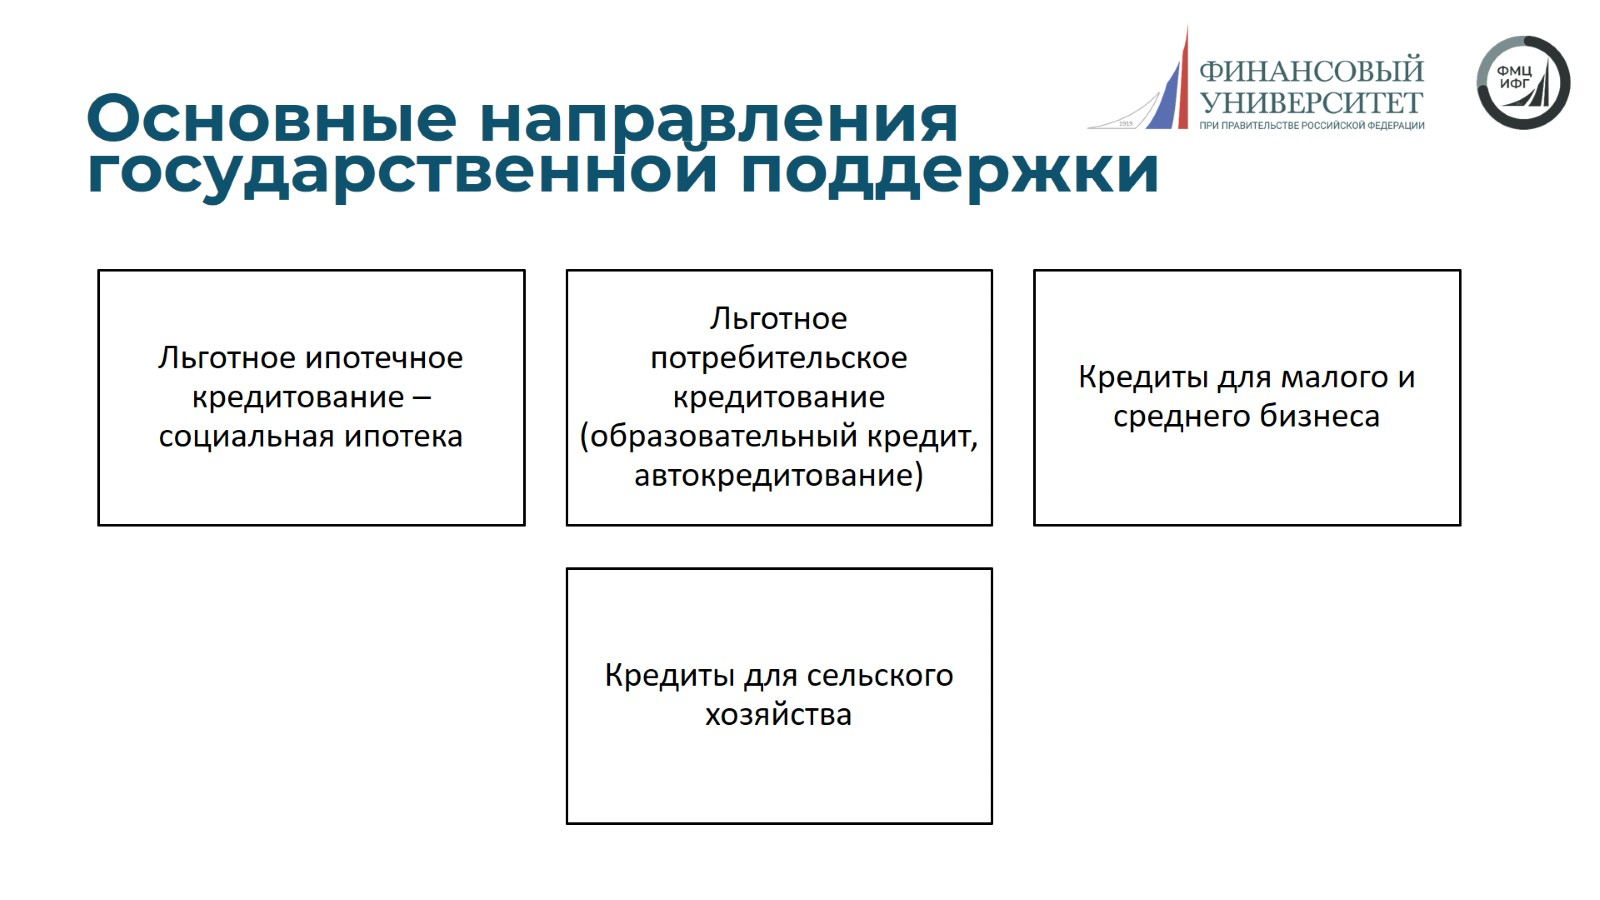 Основные направления
государственной поддержки
1919
ФИНАНСОВЫЙ
УНИВЕРСИТЕТ
ПРИ ПРАВИТЕЛЬСТВЕ РОССИЙСКОЙ ФЕДЕРАЦИИ
ФМЦ
ИФГ
Льготное ипотечное
кредитование –
социальная ипотека
Льготное
потребительское
кредитование
(образовательный кредит,
автокредитование)
Кредиты для малого и
среднего бизнеса
Кредиты для сельского
хозяйства